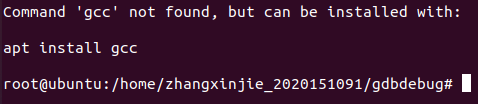 Command 'gcc' not found, but can be installed with:
apt install gcc
root@ubuntu:/home/zhangxinjie_2020151091/gdbdebug#